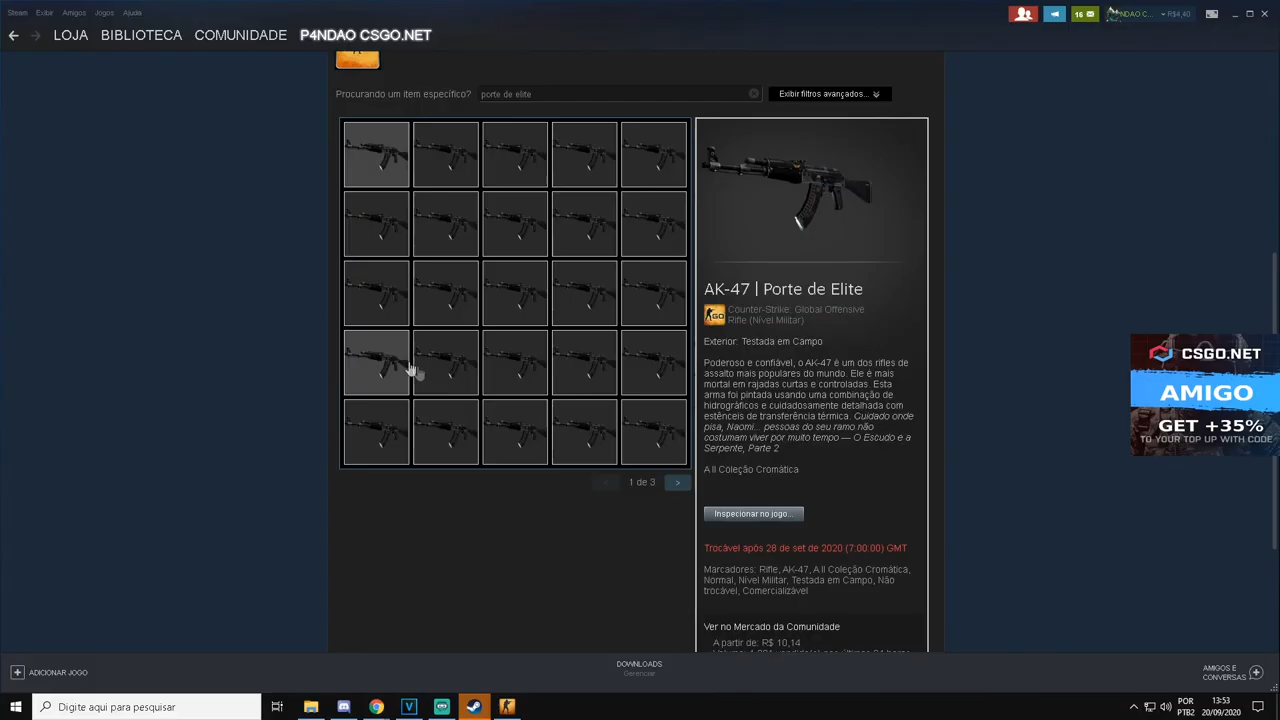 Steam Exibir Amigos Jogos Ajuda
16
P4NDAO C... R$4,40
LOJA BIBLIOTECA COMUNIDADE P4NDAO CSGO.NET
Procurando um item específico? porte de elite Exibir filtros avançados...
AK-47 | Porte de Elite
GO
Counter-Strike: Global Offensive
Rifle (Nível Militar)
Exterior: Testada em Campo
Poderoso e confiável, o AK-47 é um dos rifles de
assalto mais populares do mundo. Ele é mais
mortal em rajadas curtas e controladas. Esta
arma foi pintada usando uma combinação de
hidrográficos e cuidadosamente detalhada com
estênceis de transferência térmica. Cuidado onde
pisa, Naomi... pessoas do seu ramo não
costumam viver por muito tempo — O Escudo e a
Serpente, Parte 2
A II Coleção Cromática
< 1 de 3 >
Inspecionar no jogo...
Trocável após 28 de set de 2020 (7:00:00) GMT
Marcadores: Rifle, AK-47, A II Coleção Cromática,
Normal, Nível Militar, Testada em Campo, Não
trocável, Comercializável
Ver no Mercado da Comunidade
A partir de: R$ 10,14
CSGO.NET
AMIGO
GET +35%
TO YOUR TOP UP WITH CODE
ADICIONAR JOGO
DOWNLOADS
Gerenciar
AMIGOS E
CONVERSAS
Digite aqui para pesquisar
POR
PTB2
13:53
20/09/2020